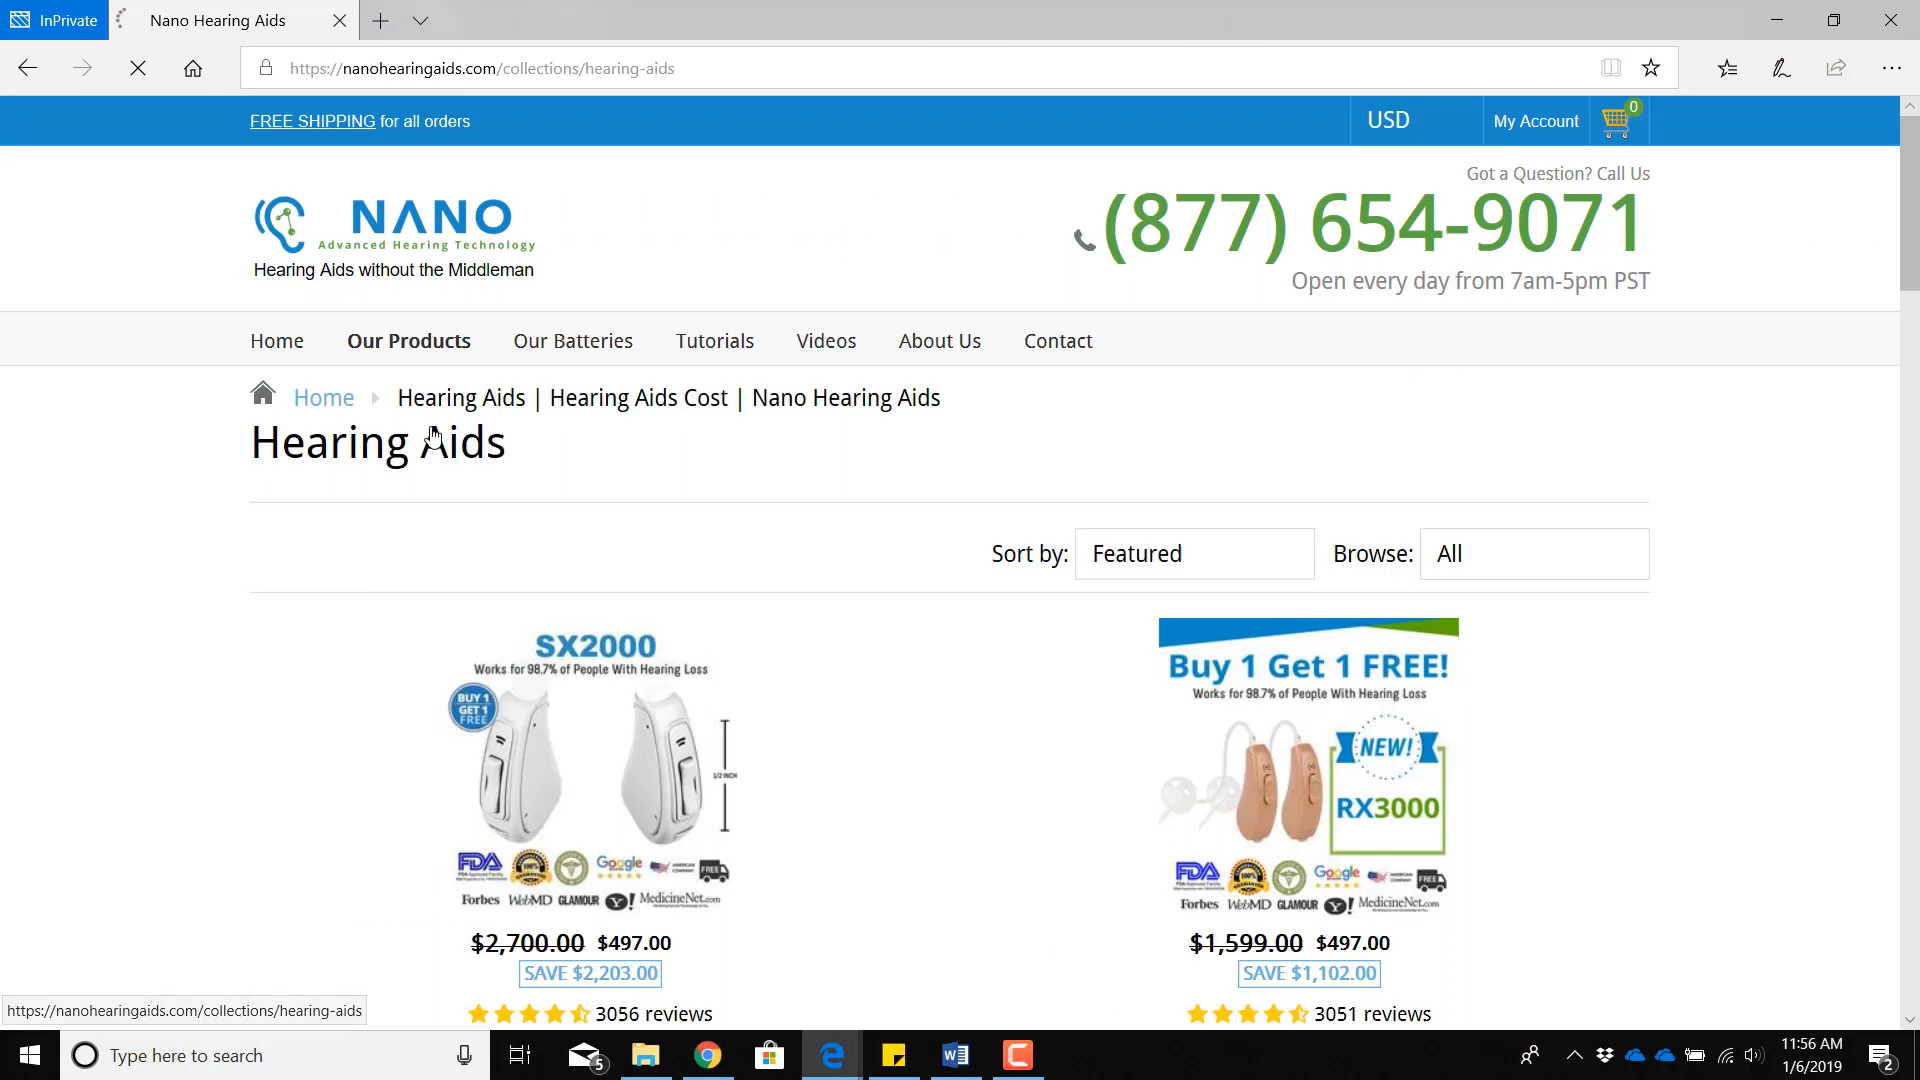 InPrivate
Nano Hearing Aids
https://nanohearingaids.com/collections/hearing-aids
FREE SHIPPING for all orders
USD
My Account
0
Got a Question? Call Us
NANO
Advanced Hearing Technology
Hearing Aids without the Middleman
(877) 654-9071
Open every day from 7am-5pm PST
Home
Our Products
Our Batteries
Tutorials
Videos
About Us
Contact
Home
Hearing Aids | Hearing Aids Cost | Nano Hearing Aids
Hearing Aids
Sort by:
Featured
Browse:
All
SX2000
Works for 98.7% of People With Hearing Loss
BUY 1
GET 1
FREE
1/2 INCH
FDA
100%
Google
AMERICAN
COMPANY
FREE
Forbes WebMD GLAMOUR Y! MedicineNet.com
$2,700.00 $497.00
SAVE $2,203.00
3056 reviews
Buy 1 Get 1 FREE!
Works for 98.7% of People With Hearing Loss
NEW!
RX3000
FDA
100%
Google
AMERICAN
COMPANY
FREE
Forbes WebMD GLAMOUR Y! MedicineNet.com
$1,599.00 $497.00
SAVE $1,102.00
3051 reviews
https://nanohearingaids.com/collections/hearing-aids
Type here to search
5
11:56 AM
1/6/2019
2